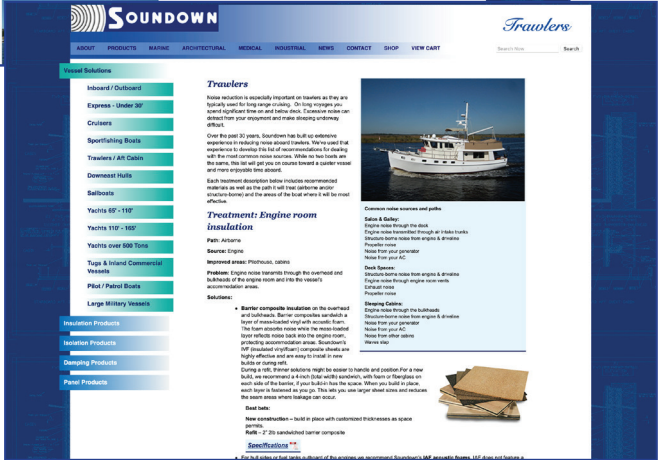 SOUNDOWN
Trawlers
ABOUT PRODUCTS MARINE ARCHITECTURAL MEDICAL INDUSTRIAL NEWS CONTACT SHOP VIEW CART
Search Now Search
Vessel Solutions
Inboard / Outboard
Express - Under 39'
Cruisers
Sportfishing Boats
Trawlers / Aft Cabin
Downeast Hulls
Sailboats
Yachts 65' - 110'
Yachts 110' - 165'
Yachts over 500 Tons
Tugs & Inland Commercial
Vessels
Pilot / Patrol Boats
Large Military Vessels
Insulation Products
Isolation Products
Damping Products
Panel Products
Trawlers
Noise reduction is especially important on trawlers as they are
typically used for long range cruising. On long voyages you
spend significant time on and below deck. Excessive noise can
detract from your enjoyment and make sleeping underway
difficult.
Over the past 30 years, Soundown has built up extensive
experience in reducing noise aboard trawlers. We've used that
experience to develop this list of recommendations for dealing
with the most common noise sources. While no two boats are
the same, this list will get you on course toward a quieter vessel
and more enjoyable time aboard.
Each treatment description below includes recommended
materials as well as the path it will treat (airborne and/or
structure-borne) and the areas of the boat where it will be most
effective.
Treatment: Engine room
insulation
Path: Airborne
Source: Engine
Improved areas: Pilothouse, cabins
Problem: Engine noise transmits through the overhead and
bulkheads of the engine room and into the vessel's
accommodation areas.
Solutions:
• Barrier composite insulation on the overhead
and bulkheads. Barrier composites sandwich a
layer of mass-loaded vinyl with acoustic foam.
The foam absorbs noise while the mass-loaded
layer reflects noise back into the engine room,
protecting accommodation areas. Soundown's
IVF (insulated vinyl/foam) composite sheets are
highly effective and are easy to install in new
builds or during refit.
During a refit, thinner solutions might be easier to handle and position.For a new
build, we recommend a 4-inch (total width) sandwich, with foam or fiberglass on
each side of the barrier, if your build-in has the space. When you build in place,
each layer is fastened as you go. This lets you use larger sheet sizes and reduces
the seam areas where leakage can occur.
Best bets:
New construction – build in place with customized thicknesses as space
permits.
Refit – 2" 2lb sandwiched barrier composite
Specifications
• For hull sides or fuel tanks outboard of the engines we recommend Soundown's IAF acoustic foams. IAF does not feature a
Common noise sources and paths
Salon & Galley:
Engine noise through the deck
Engine noise transmitted through air intake trunks
Structure-borne noise from engine & driveline
Propeller noise
Noise from your generator
Noise from your AC
Deck Spaces:
Structure-borne noise from engine & driveline
Engine noise through engine room vents
Exhaust noise
Propeller noise
Sleeping Cabins:
Engine noise through the bulkheads
Structure-borne noise from engine & driveline
Noise from your generator
Noise from your AC
Noise from other cabins
Waves slap